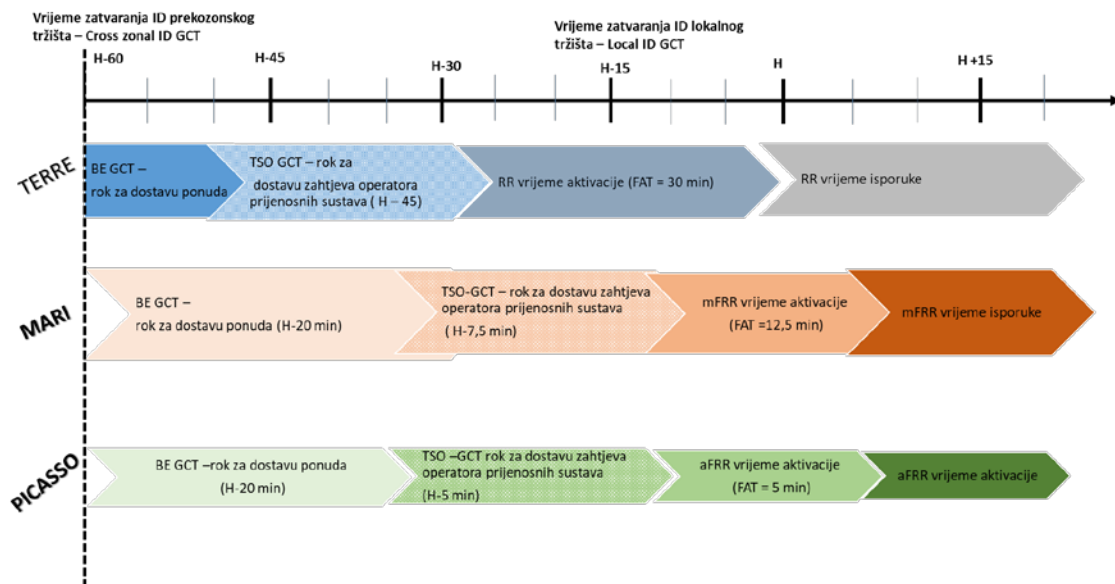 Vrijeme zatvaranja ID prekozonskog
tržišta – Cross zonal ID GCT
Vrijeme zatvaranja ID lokalnog
tržišta – Local ID GCT
H-60
H-45
H-30
H-15
H
H +15
TERRE
BE GCT –
rok za dostavu ponuda
TSO GCT – rok za
dostavu zahtjeva operatora
prijenosnih sustava ( H – 45)
RR vrijeme aktivacije (FAT = 30 min)
RR vrijeme isporuke
MARI
BE GCT –
rok za dostavu ponuda (H-20 min)
TSO-GCT – rok za dostavu zahtjeva
operatora prijenosnih sustava
( H-7,5 min)
mFRR vrijeme aktivacije
(FAT =12,5 min)
mFRR vrijeme isporuke
PICASSO
BE GCT –rok za dostavu ponuda
(H-20 min)
TSO –GCT rok za dostavu zahtjeva
operatora prijenosnih sustava
(H-5 min)
aFRR vrijeme aktivacije
(FAT = 5 min)
aFRR vrijeme aktivacije